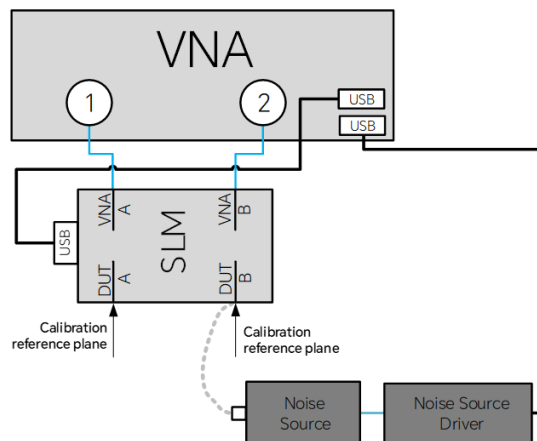 VNA
1
2
USB
USB
VNA
A
VNA
B
SLM
USB
DUT
A
DUT
B
Calibration
reference plane
Calibration
reference plane
Noise
Source
Noise Source
Driver